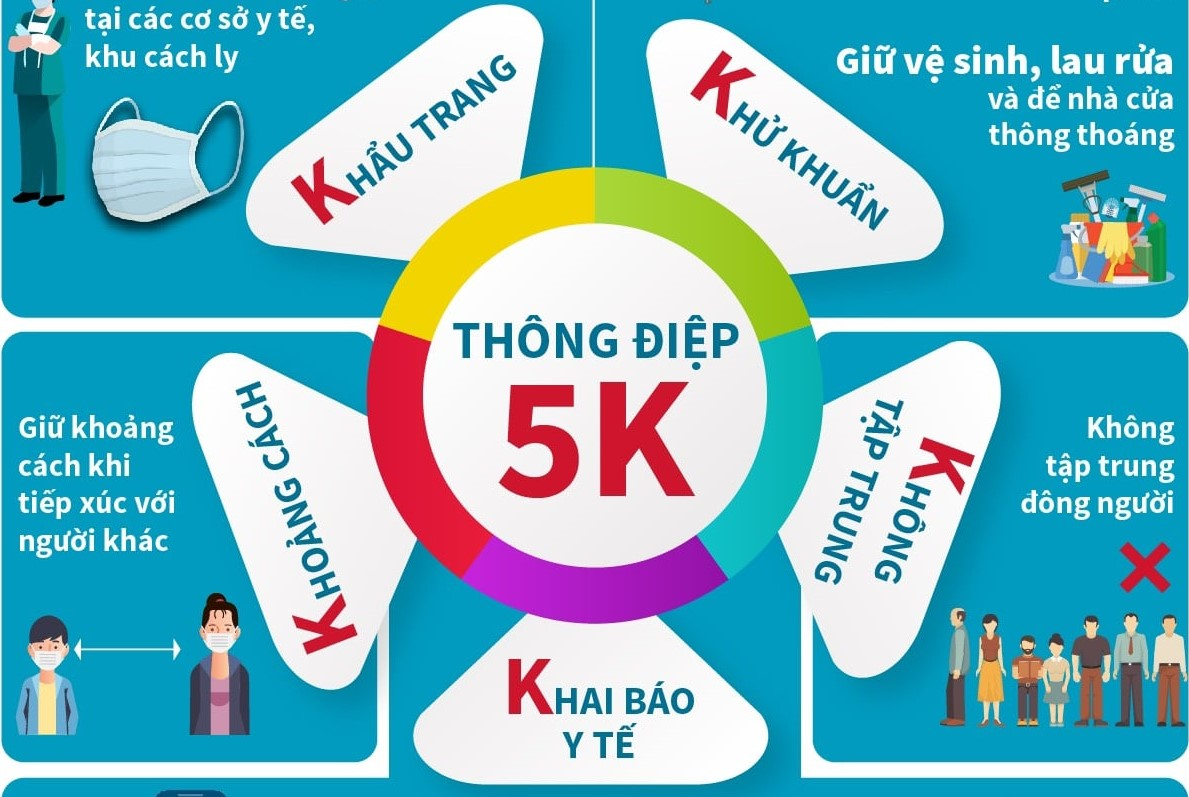 tại các cơ sở y tế,
khu cách ly
KHẨU TRANG
KHỬ KHUẨN
Giữ vệ sinh, lau rửa
và để nhà cửa
thông thoáng
THÔNG ĐIỆP
5K
Giữ khoảng
cách khi
tiếp xúc với
người khác
KHOẢNG CÁCH
KHÔNG
TẬP TRUNG
Không
tập trung
đông người
KHAI BÁO
Y TẾ